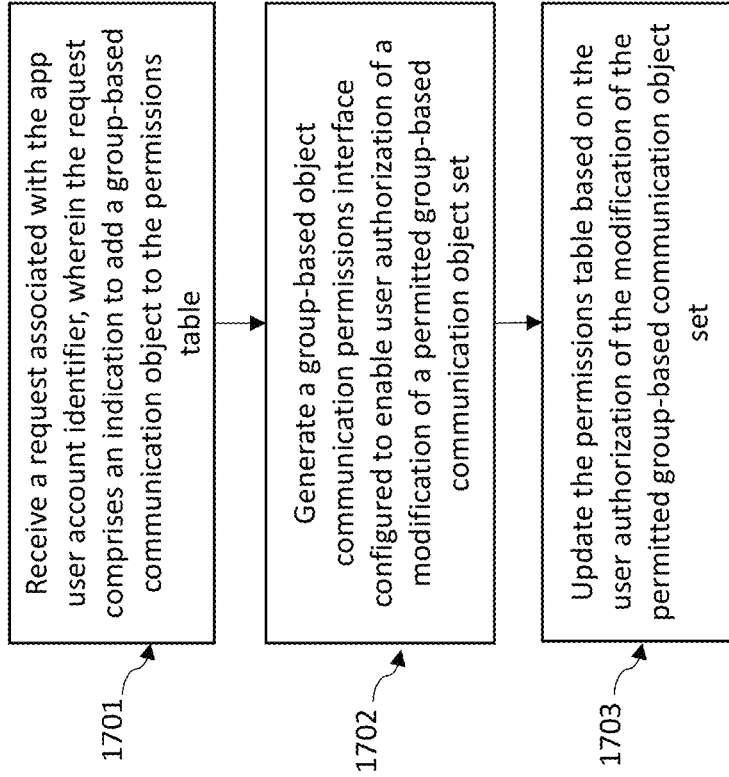 1701
Receive a request associated with the app
user account identifier, wherein the request
comprises an indication to add a group-based
communication object to the permissions
table
1702
Generate a group-based object
communication permissions interface
configured to enable user authorization of a
modification of a permitted group-based
communication object set
1703
Update the permissions table based on the
user authorization of the modification of the
permitted group-based communication object
set